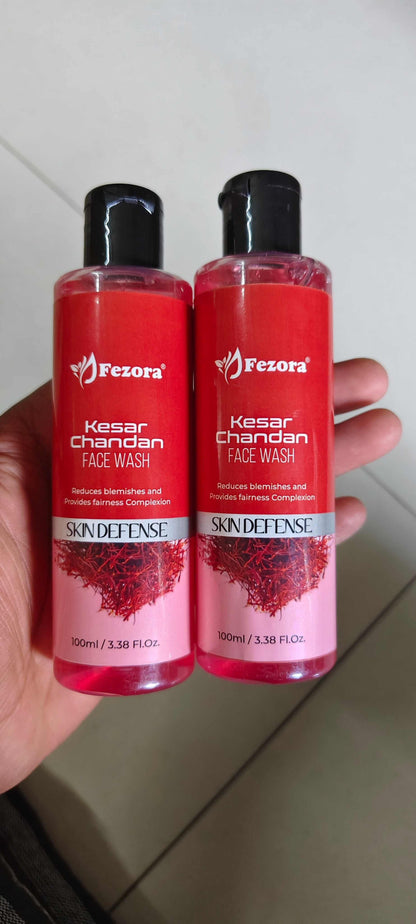 Fezora®
Kesar
Chandan
FACE WASH
Reduces blemishes and
Provides fairness Complexion
SKIN DEFENSE
100ml / 3.38 Fl.Oz.
Fezora®
Kesar
Chandan
FACE WASH
Reduces blemishes and
Provides fairness Complexion
SKIN DEFENSE
100ml / 3.38 Fl.Oz.